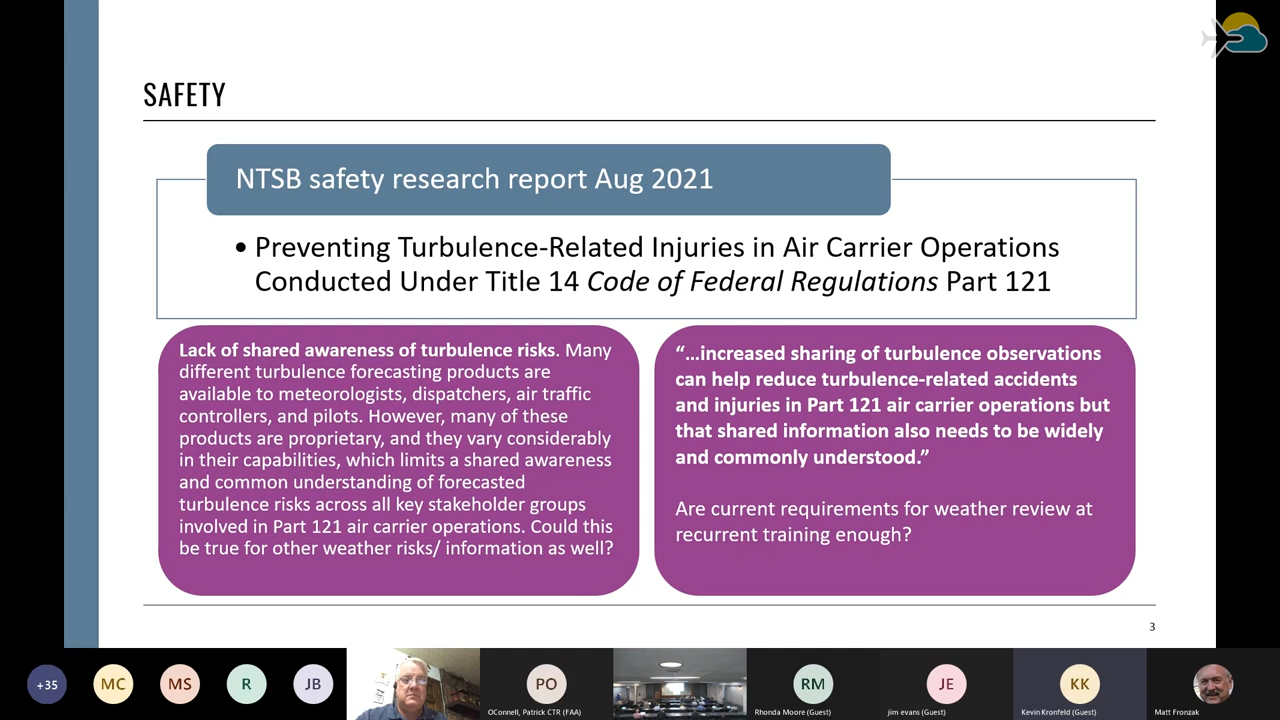 SAFETY
NTSB safety research report Aug 2021
• Preventing Turbulence-Related Injuries in Air Carrier Operations
Conducted Under Title 14 Code of Federal Regulations Part 121
Lack of shared awareness of turbulence risks. Many
different turbulence forecasting products are
available to meteorologists, dispatchers, air traffic
controllers, and pilots. However, many of these
products are proprietary, and they vary considerably
in their capabilities, which limits a shared awareness
and common understanding of forecasted
turbulence risks across all key stakeholder groups
involved in Part 121 air carrier operations. Could this
be true for other weather risks/ information as well?
“…increased sharing of turbulence observations
can help reduce turbulence-related accidents
and injuries in Part 121 air carrier operations but
that shared information also needs to be widely
and commonly understood.”
Are current requirements for weather review at
recurrent training enough?
3
+35
MC
MS
R
JB
PO
OConnell, Patrick CTR (FAA)
RM
Rhonda Moore (Guest)
JE
jim evans (Guest)
KK
Kevin Kronfeld (Guest)
Matt Fronzak